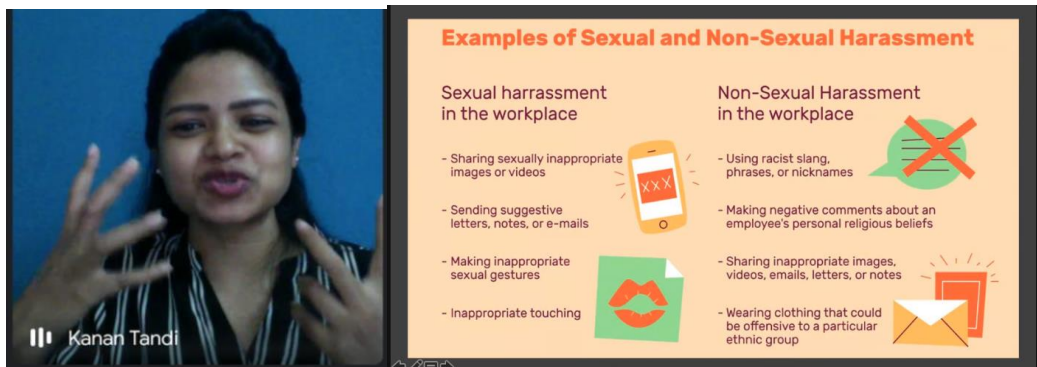 Examples of Sexual and Non-Sexual Harassment
Sexual harrassment
in the workplace
- Sharing sexually inappropriate
images or videos
- Sending suggestive
letters, notes, or e-mails
- Making inappropriate
sexual gestures
- Inappropriate touching
XXX
Non-Sexual Harassment
in the workplace
- Using racist slang,
phrases, or nicknames
- Making negative comments about an
employee's personal religious beliefs
- Sharing inappropriate images,
videos, emails, letters, or notes
- Wearing clothing that could
be offensive to a particular
ethnic group
Kanan Tandi